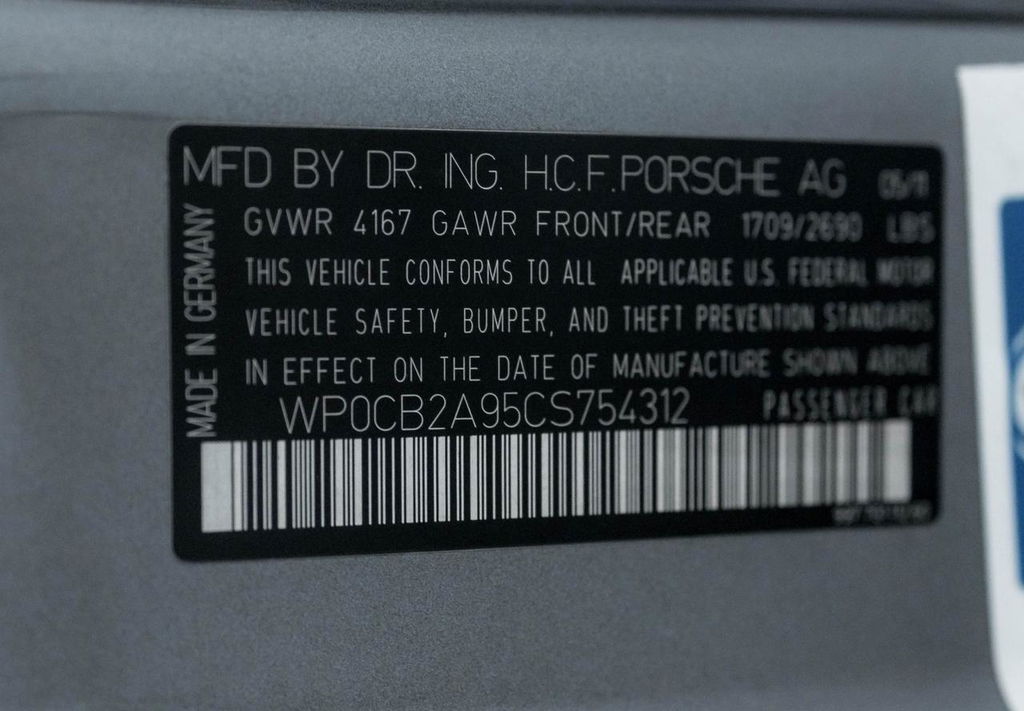 MFD BY DR. ING. H.C.F. PORSCHE AG 05/11
GVWR 4167 GAWR FRONT/REAR 1709/2690 LBS
THIS VEHICLE CONFORMS TO ALL APPLICABLE U.S. FEDERAL MOTOR
VEHICLE SAFETY, BUMPER, AND THEFT PREVENTION STANDARDS
IN EFFECT ON THE DATE OF MANUFACTURE SHOWN ABOVE
WP0CB2A95CS754312 PASSENGER CAR
MADE IN GERMANY